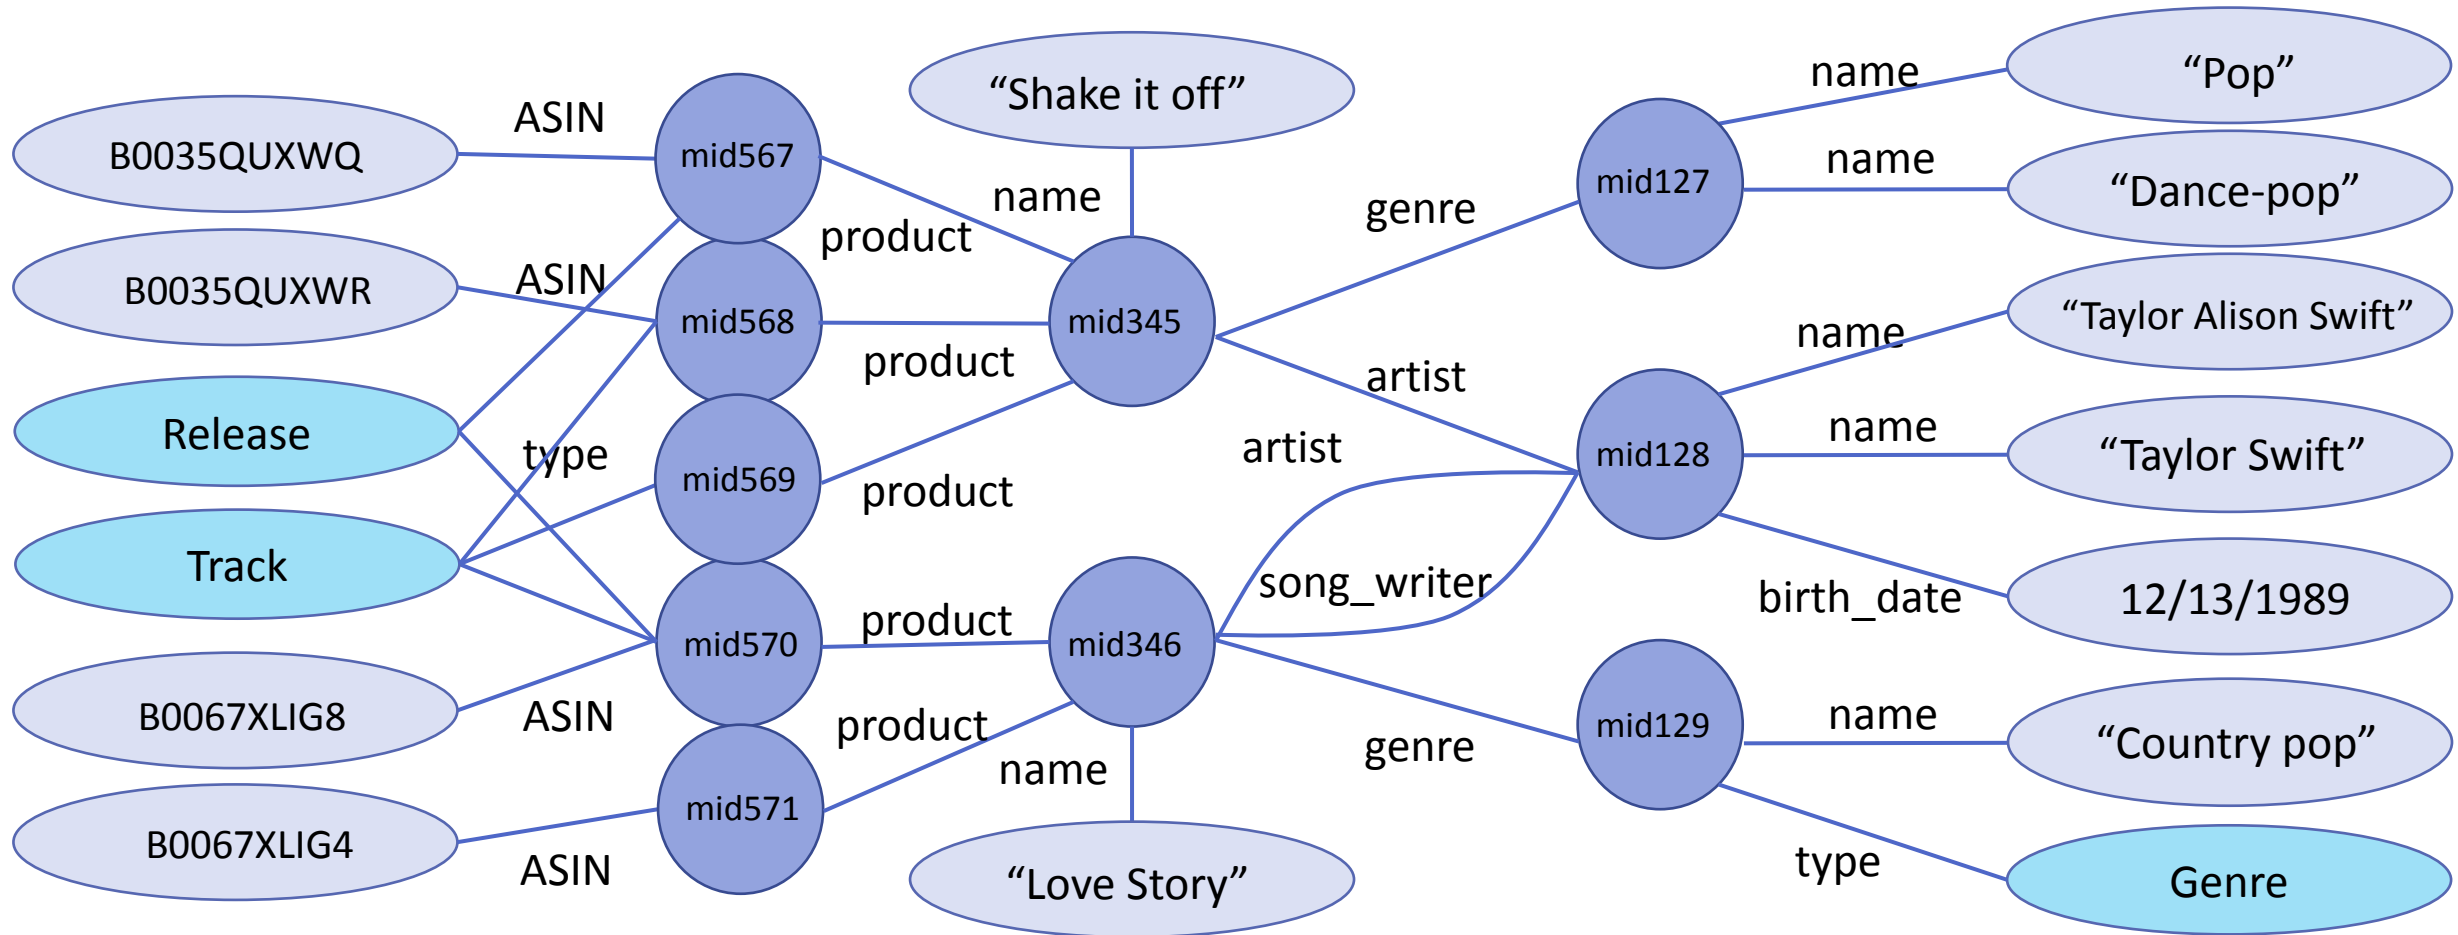 B0035QUXWQ
B0035QUXWR
Release
Track
B0067XLIG8
B0067XLIG4
ASIN
ASIN
type
ASIN
ASIN
mid567
mid568
mid569
mid570
mid571
“Shake it off”
name
product
product
product
product
product
name
mid345
mid346
“Love Story”
genre
artist
artist
song_writer
genre
mid127
mid128
mid129
name
name
name
name
birth_date
name
type
“Pop”
“Dance-pop”
“Taylor Alison Swift”
“Taylor Swift”
12/13/1989
“Country pop”
Genre